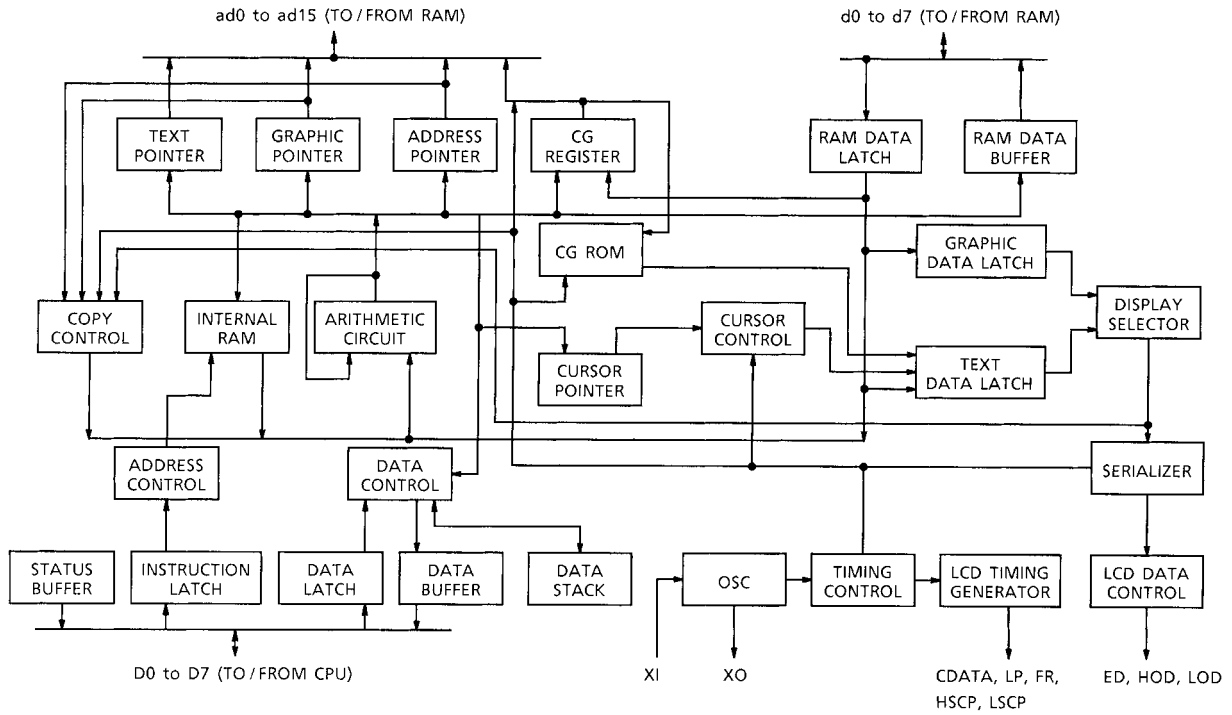 ad0 to ad15 (TO / FROM RAM)
d0 to d7 (TO / FROM RAM)
TEXT
POINTER
GRAPHIC
POINTER
ADDRESS
POINTER
CG
REGISTER
RAM DATA
LATCH
RAM DATA
BUFFER
CG ROM
GRAPHIC
DATA LATCH
COPY
CONTROL
INTERNAL
RAM
ARITHMETIC
CIRCUIT
CURSOR
CONTROL
DISPLAY
SELECTOR
CURSOR
POINTER
TEXT
DATA LATCH
ADDRESS
CONTROL
DATA
CONTROL
SERIALIZER
STATUS
BUFFER
INSTRUCTION
LATCH
DATA
LATCH
DATA
BUFFER
DATA
STACK
OSC
TIMING
CONTROL
LCD TIMING
GENERATOR
LCD DATA
CONTROL
D0 to D7 (TO / FROM CPU)
XI
XO
CDATA, LP, FR,
HSCP, LSCP
ED, HOD, LOD